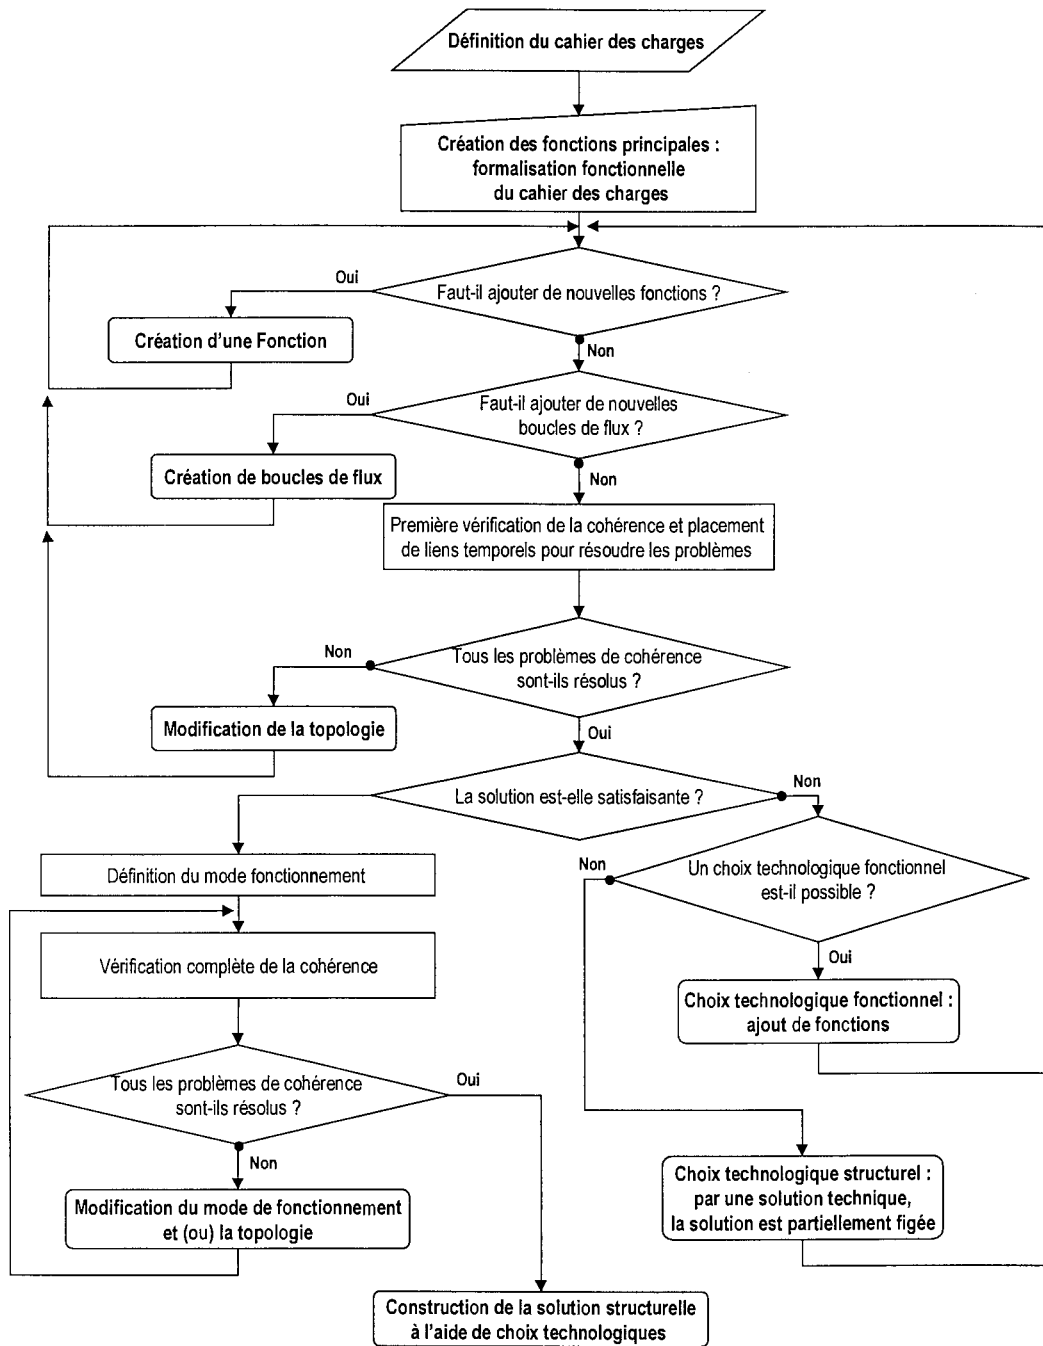 Définition du cahier des charges
Création des fonctions principales :
formalisation fonctionnelle
du cahier des charges
Oui
Faut-il ajouter de nouvelles fonctions ?
Création d'une Fonction
Non
Oui
Faut-il ajouter de nouvelles
boucles de flux ?
Création de boucles de flux
Non
Première vérification de la cohérence et placement
de liens temporels pour résoudre les problèmes
Non
Tous les problèmes de cohérence
sont-ils résolus ?
Modification de la topologie
Oui
La solution est-elle satisfaisante ?
Non
Définition du mode fonctionnement
Non
Un choix technologique fonctionnel
est-il possible ?
Vérification complète de la cohérence
Oui
Choix technologique fonctionnel :
ajout de fonctions
Tous les problèmes de cohérence
sont-ils résolus ?
Oui
Non
Choix technologique structurel :
par une solution technique,
la solution est partiellement figée
Modification du mode de fonctionnement
et (ou) la topologie
Construction de la solution structurelle
à l'aide de choix technologiques